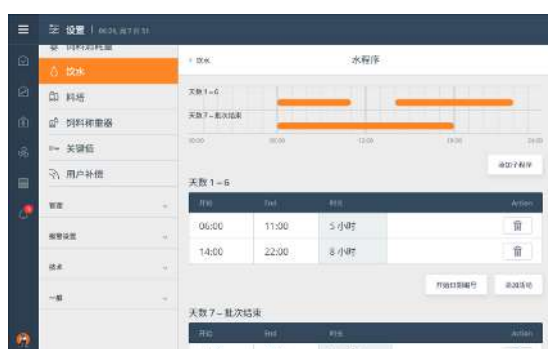 设置
饮水
料塔
饲料称重器
关键值
用户补偿
管理
报警设置
技术
一般
饮水
水程序
天数 1 – 6
天数 7 – 批次结束
00:00
06:00
12:00
18:00
24:00
添加子程序
天数 1 – 6
开始 End 时长 Action
06:00 11:00 5 小时
14:00 22:00 8 小时
添加活动
天数 7 – 批次结束
开始 End 时长 Action